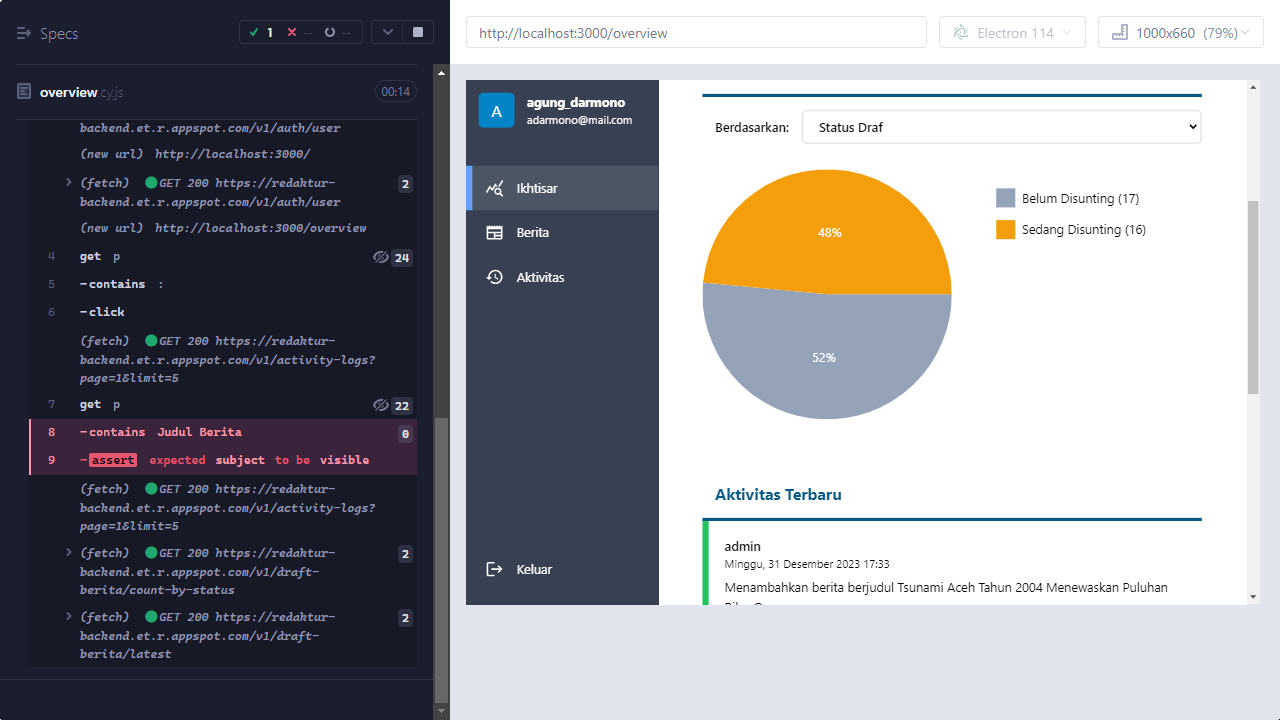 Specs
1
--
--
overview.cy.js
00:14
backend.et.r.appspot.com/v1/auth/user
(new url) http://localhost:3000/
(fetch) GET 200 https://redaktur-
backend.et.r.appspot.com/v1/auth/user
2
(new url) http://localhost:3000/overview
4 get p 24
5 -contains :
6 -click
(fetch) GET 200 https://redaktur-
backend.et.r.appspot.com/v1/activity-logs?
page=1&limit=5
7 get p 22
8 -contains Judul Berita 0
9 -assert expected subject to be visible
(fetch) GET 200 https://redaktur-
backend.et.r.appspot.com/v1/activity-logs?
page=1&limit=5
(fetch) GET 200 https://redaktur-
backend.et.r.appspot.com/v1/draft-
berita/count-by-status
2
(fetch) GET 200 https://redaktur-
backend.et.r.appspot.com/v1/draft-
berita/latest
2
http://localhost:3000/overview
Electron 114
1000x660 (79%)
A
agung_darmono
adarmono@mail.com
Ikhtisar
Berita
Aktivitas
Keluar
Berdasarkan: Status Draf
48%
52%
Belum Disunting (17)
Sedang Disunting (16)
Aktivitas Terbaru
admin
Minggu, 31 Desember 2023 17:33
Menambahkan berita berjudul Tsunami Aceh Tahun 2004 Menewaskan Puluhan